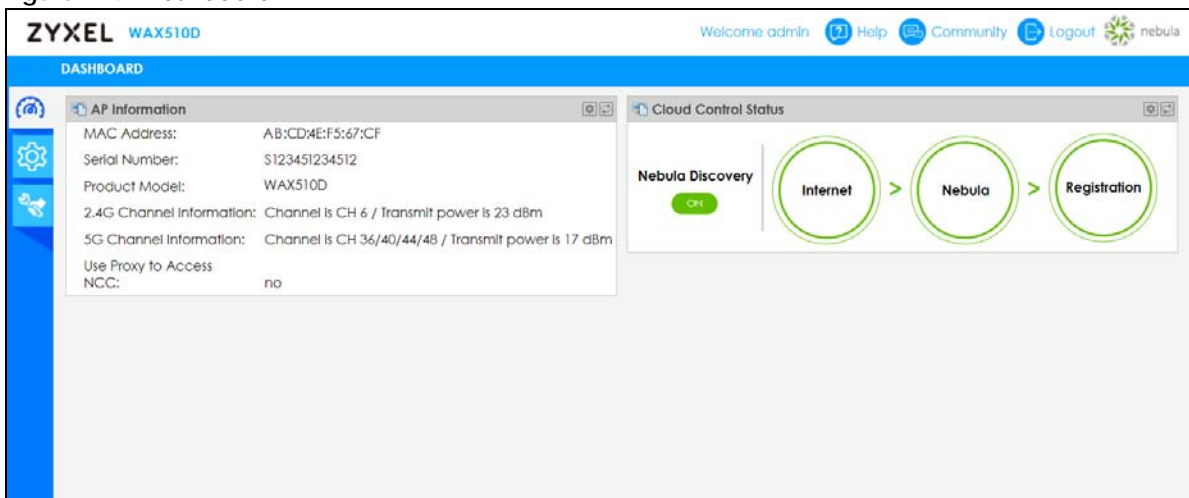 ZYXEL WAX510D
Welcome admin Help Community Logout nebula
DASHBOARD
AP Information
MAC Address: AB:CD:4E:F5:67:CF
Serial Number: S123451234512
Product Model: WAX510D
2.4G Channel Information: Channel is CH 6 / Transmit power is 23 dBm
5G Channel Information: Channel is CH 36/40/44/48 / Transmit power is 17 dBm
Use Proxy to Access
NCC: no
Cloud Control Status
Nebula Discovery
ON
Internet > Nebula > Registration